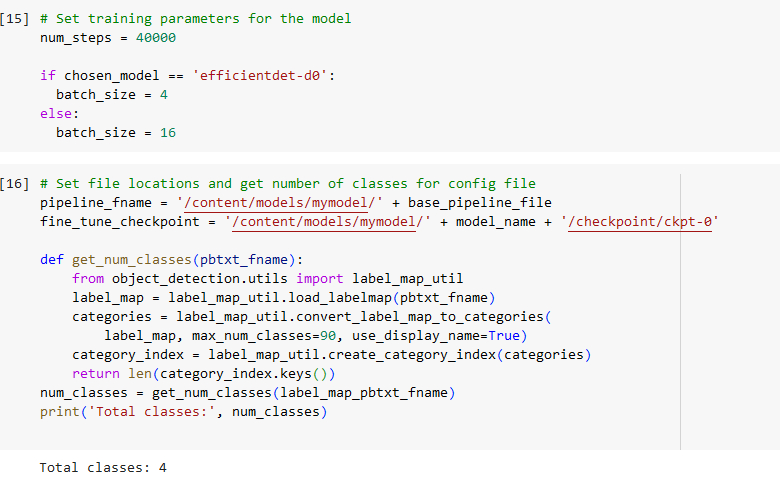 [15] # Set training parameters for the model
num_steps = 40000
if chosen_model == 'efficientdet-d0':
batch_size = 4
else:
batch_size = 16
[16] # Set file locations and get number of classes for config file
pipeline_fname = '/content/models/mymodel/' + base_pipeline_file
fine_tune_checkpoint = '/content/models/mymodel/' + model_name + '/checkpoint/ckpt-0'
def get_num_classes(pbtxt_fname):
from object_detection.utils import label_map_util
label_map = label_map_util.load_labelmap(pbtxt_fname)
categories = label_map_util.convert_label_map_to_categories(
label_map, max_num_classes=90, use_display_name=True)
category_index = label_map_util.create_category_index(categories)
return len(category_index.keys())
num_classes = get_num_classes(label_map_pbtxt_fname)
print('Total classes:', num_classes)
Total classes: 4